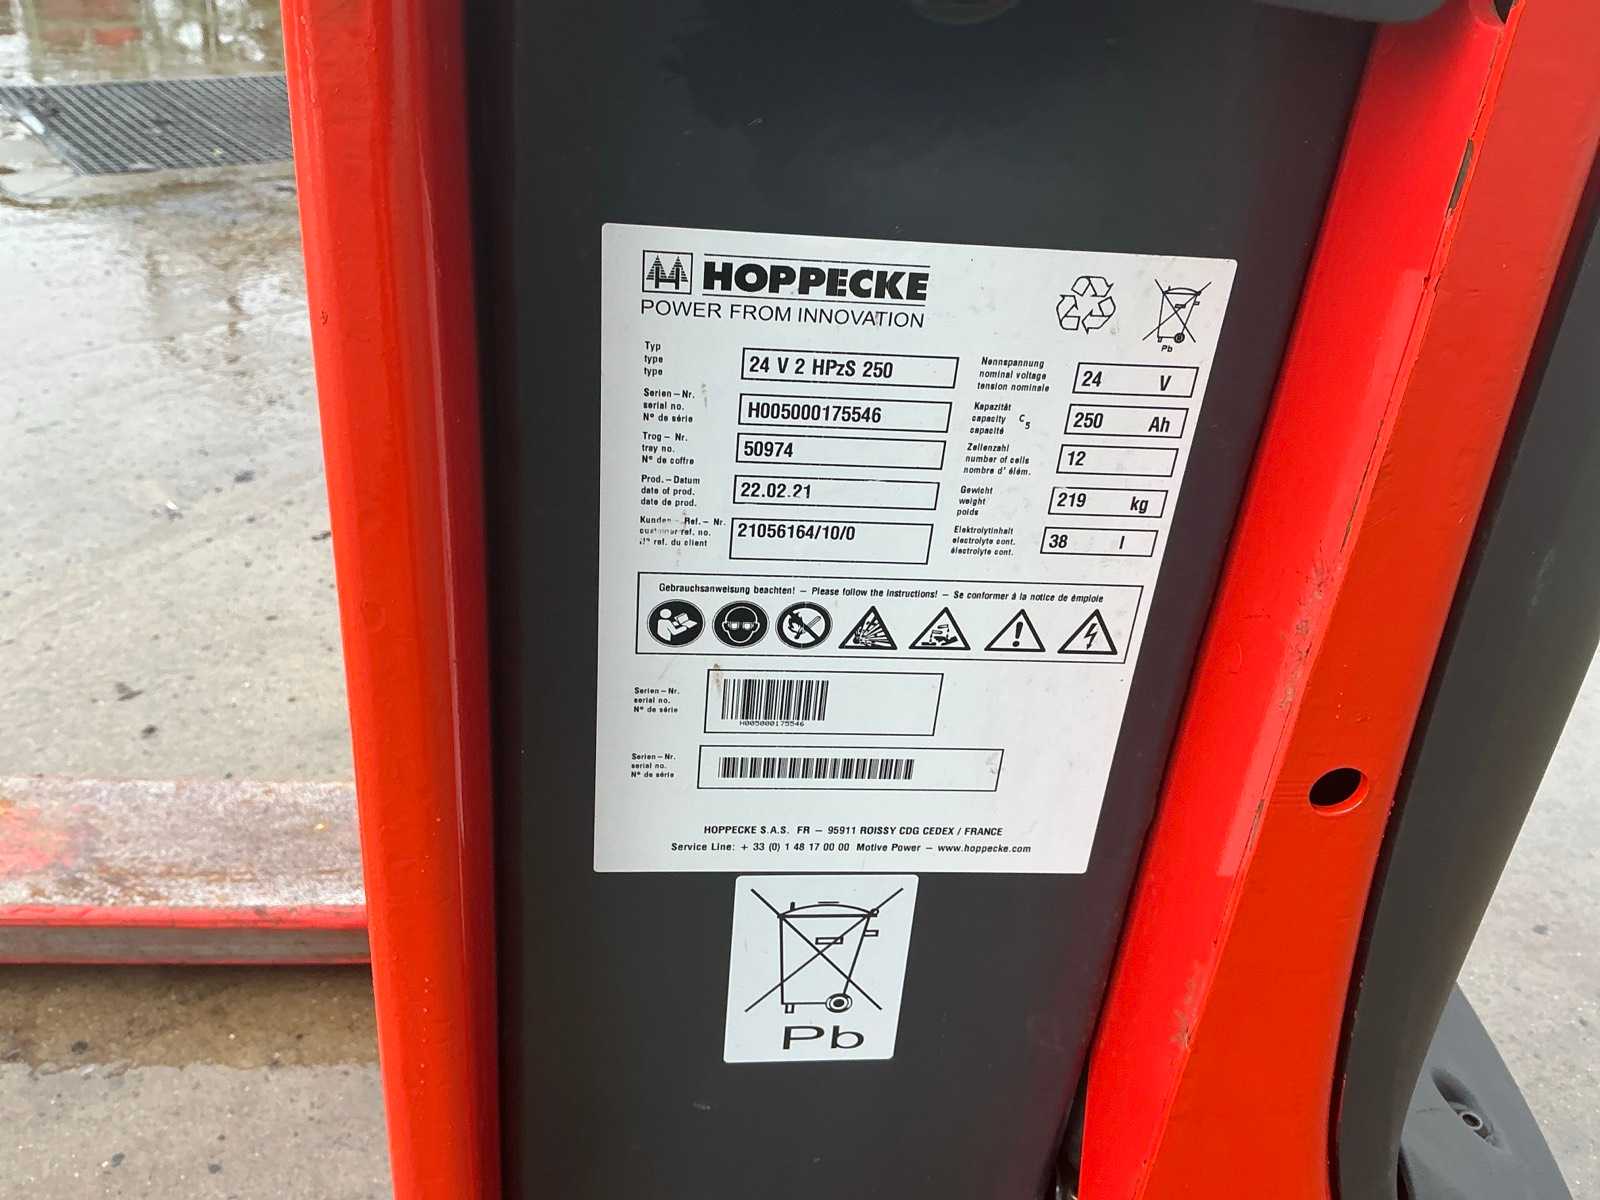 HOPPECKE
POWER FROM INNOVATION
Pb
Typ
type
type
24 V 2 HPzS 250
Nennspannung
nominal voltage
tension nominale
24 V
Serien-Nr.
serial no.
N° de série
H005000175546
Kapazität
capacity C5
capacité
250 Ah
Trog-Nr.
tray no.
N° de coffre
50974
Zellenzahl
number of cells
nombre d' élém.
12
Prod.-Datum
date of prod.
date de prod.
22.02.21
Gewicht
weight
poids
219 kg
Kunden-Ref.-Nr.
customer ref. no.
N° ref. du client
21056164/10/0
Elektrolytinhalt
electrolyte cont.
électrolyte cont.
38 l
Gebrauchsanweisung beachten! – Please follow the instructions! – Se conformer à la notice de émploie
Serien-Nr.
serial no.
N° de série
H005000175546
Serien-Nr.
serial no.
N° de série
HOPPECKE S.A.S. FR – 95911 ROISSY CDG CEDEX / FRANCE
Service Line: + 33 (0) 1 48 17 00 00 Motive Power – www.hoppecke.com
Pb